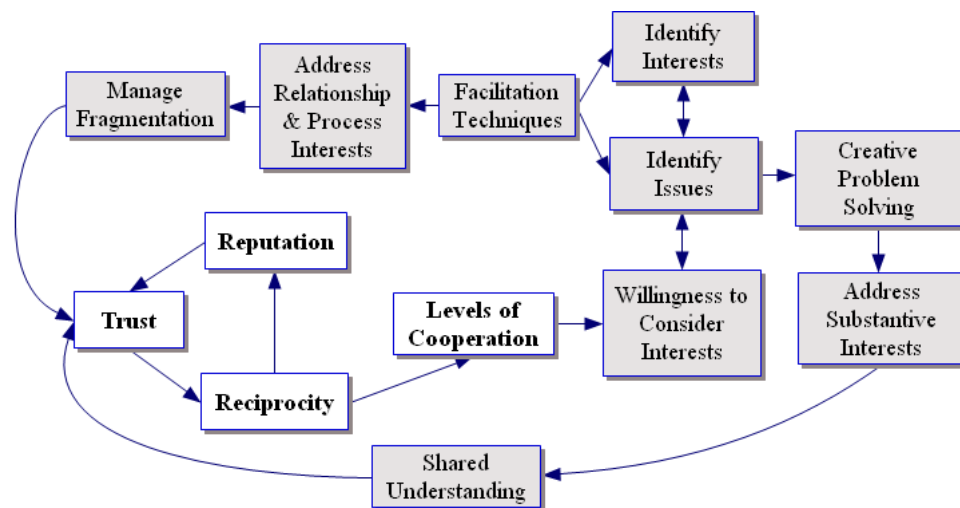 Identify
Interests
Manage
Fragmentation
Address
Relationship
& Process
Interests
Facilitation
Techniques
Identify
Issues
Creative
Problem
Solving
Reputation
Trust
Levels of
Cooperation
Willingness to
Consider
Interests
Address
Substantive
Interests
Reciprocity
Shared
Understanding